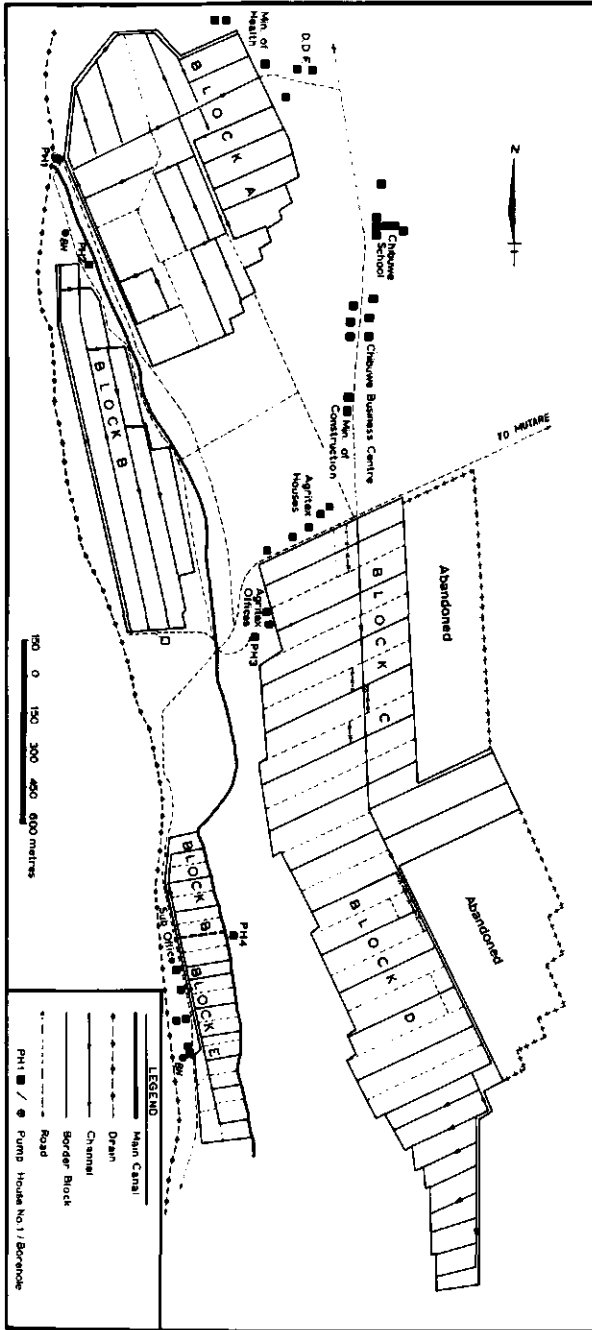 Min. of
Health
D.D.F.
BLOCK A
N
Chibuwe
School
Chibuwe Business Centre
Min. of
Construction
TO MUTARE
Agritex
Houses
Abandoned
BLOCK C
PH1
BH
PH2
BLOCK B
Agritex
Offices
PH3
Abandoned
BLOCK D
BLOCK B
BLOCK E
PH4
Sub Office
BH
150 0 150 300 450 600 metres
LEGEND
Main Canal
Drain
Channel
Border Block
Road
PH1 / Pump House No.1 / Borehole